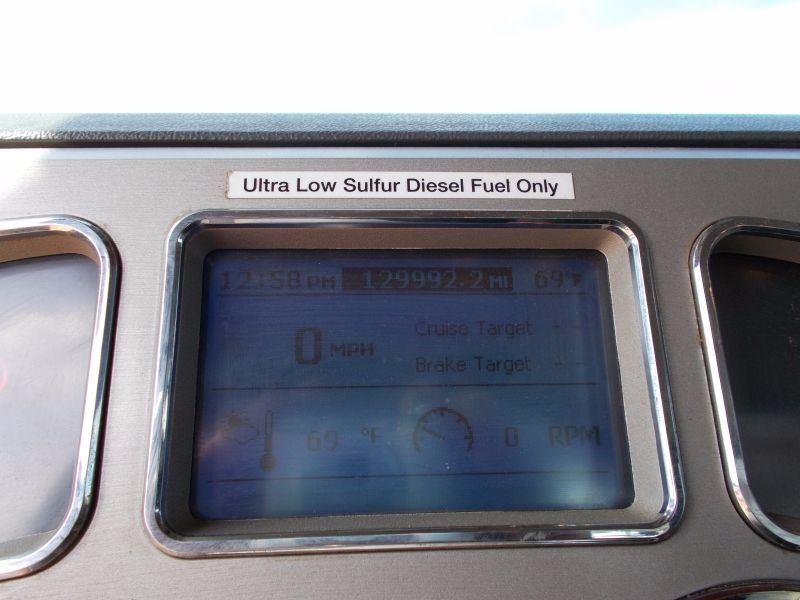 Ultra Low Sulfur Diesel Fuel Only
12:58 PM 129992.2 MI 69°F
0 MPH
Cruise Target - -
Brake Target - -
69 °F 0 RPM